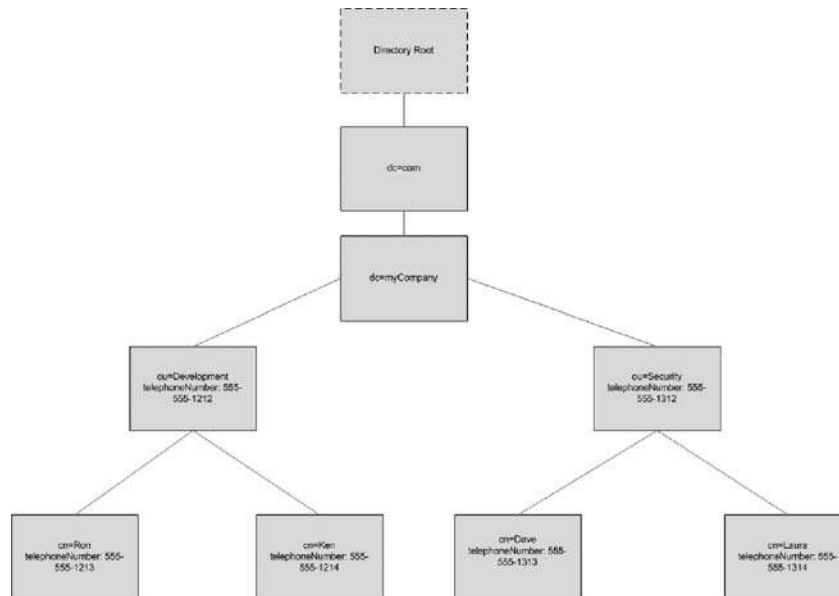 Directory Root
dc=com
dc=myCompany
ou=Development
telephoneNumber: 555-
555-1212
ou=Security
telephoneNumber: 555-
555-1312
cn=Ron
telephoneNumber: 555-
555-1213
cn=Ken
telephoneNumber: 555-
555-1214
cn=Dave
telephoneNumber: 555-
555-1313
cn=Laura
telephoneNumber: 555-
555-1314